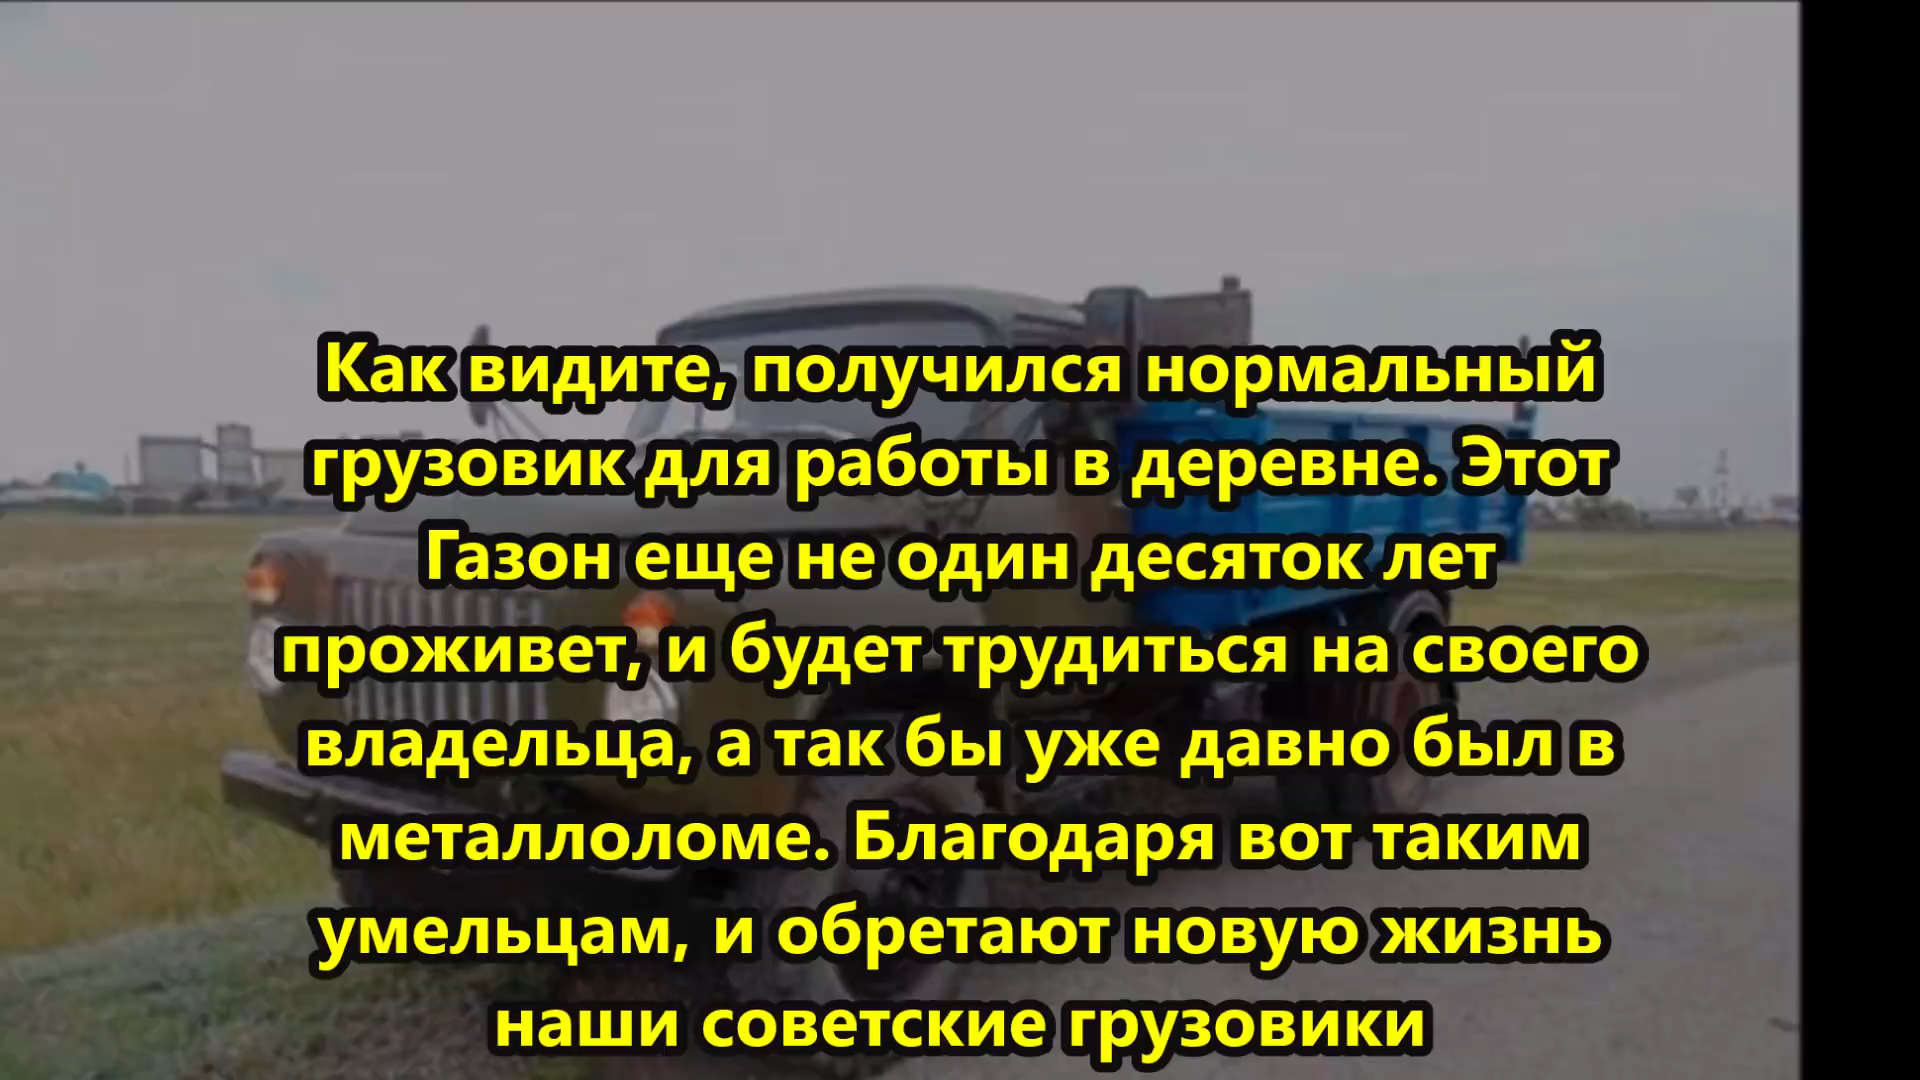 Как видите, получился нормальный
грузовик для работы в деревне. Этот
Газон еще не один десяток лет
проживет, и будет трудиться на своего
владельца, а так бы уже давно был в
металлоломе. Благодаря вот таким
умельцам, и обретают новую жизнь
наши советские грузовики